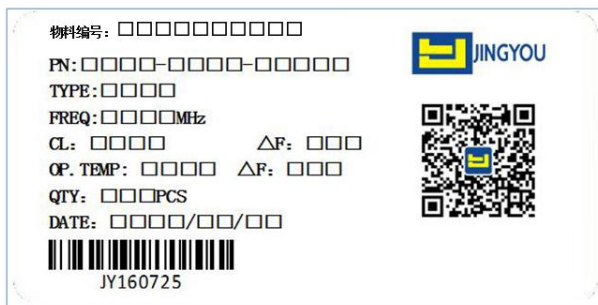 物料编号：□□□□□□□□□□
JINGYOU
PN:□□□□-□□□□-□□□□□
TYPE:□□□□
FREQ:□□□□MHz
CL: □□□□ △F: □□□
OP.TEMP: □□□□ △F: □□□
QTY: □□□PCS
DATE: □□□□/□□/□□
JY160725